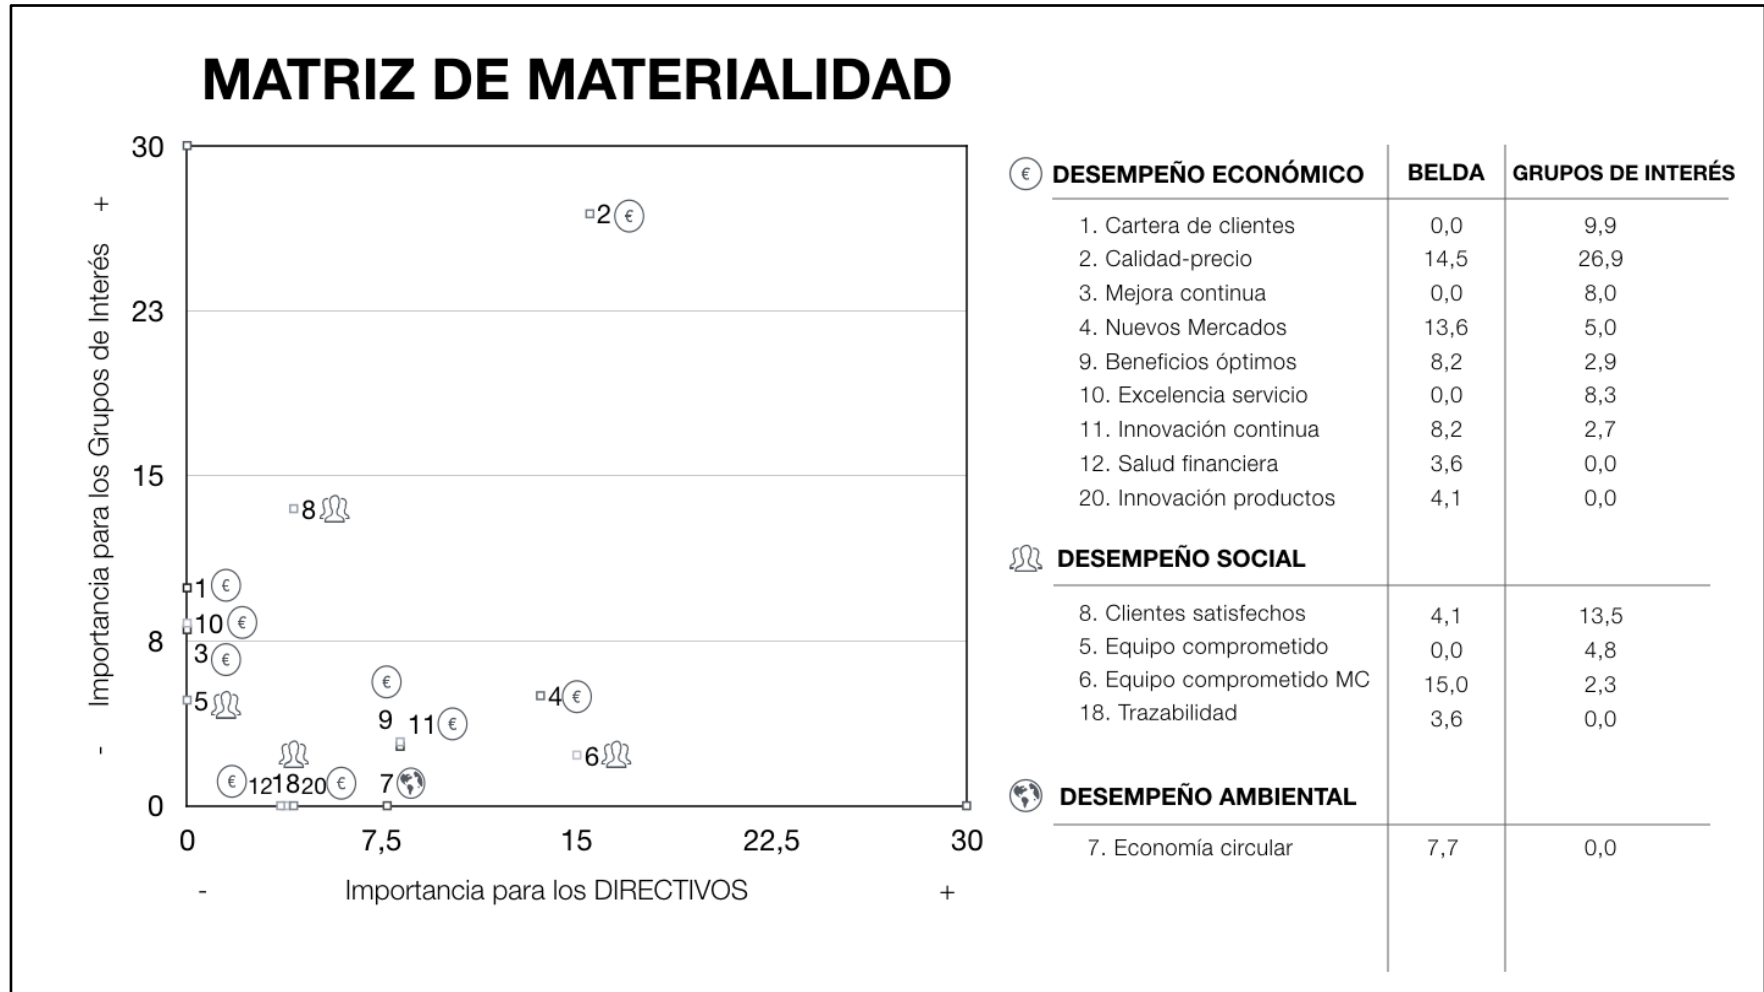 MATRIZ DE MATERIALIDAD
Importancia para los Grupos de Interés
+
-
30
23
15
8
0
2 €
8
1 €
10 €
3 €
5
€
9
11 €
4 €
6
€ 12 18 20 €
7
0 7,5 15 22,5 30
- Importancia para los DIRECTIVOS +
€ DESEMPEÑO ECONÓMICO BELDA GRUPOS DE INTERÉS
1. Cartera de clientes 0,0 9,9
2. Calidad-precio 14,5 26,9
3. Mejora continua 0,0 8,0
4. Nuevos Mercados 13,6 5,0
9. Beneficios óptimos 8,2 2,9
10. Excelencia servicio 0,0 8,3
11. Innovación continua 8,2 2,7
12. Salud financiera 3,6 0,0
20. Innovación productos 4,1 0,0
DESEMPEÑO SOCIAL
8. Clientes satisfechos 4,1 13,5
5. Equipo comprometido 0,0 4,8
6. Equipo comprometido MC 15,0 2,3
18. Trazabilidad 3,6 0,0
DESEMPEÑO AMBIENTAL
7. Economía circular 7,7 0,0